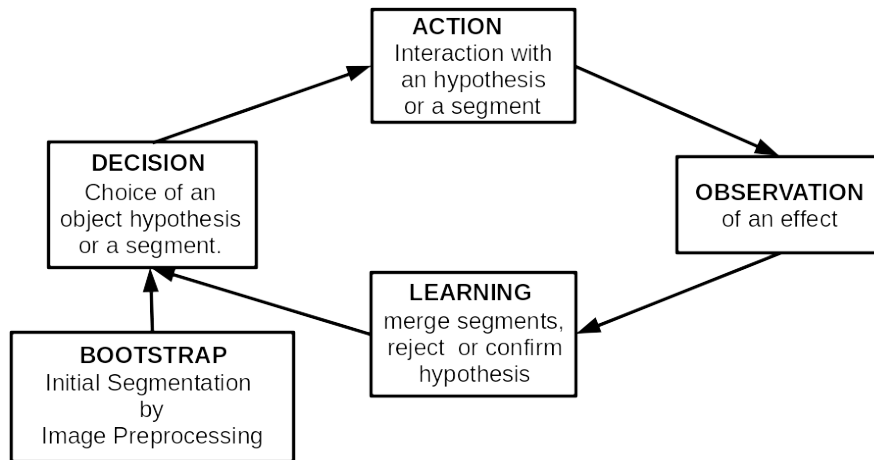 ACTION
Interaction with
an hypothesis
or a segment
DECISION
Choice of an
object hypothesis
or a segment.
OBSERVATION
of an effect
LEARNING
merge segments,
reject or confirm
hypothesis
BOOTSTRAP
Initial Segmentation
by
Image Preprocessing